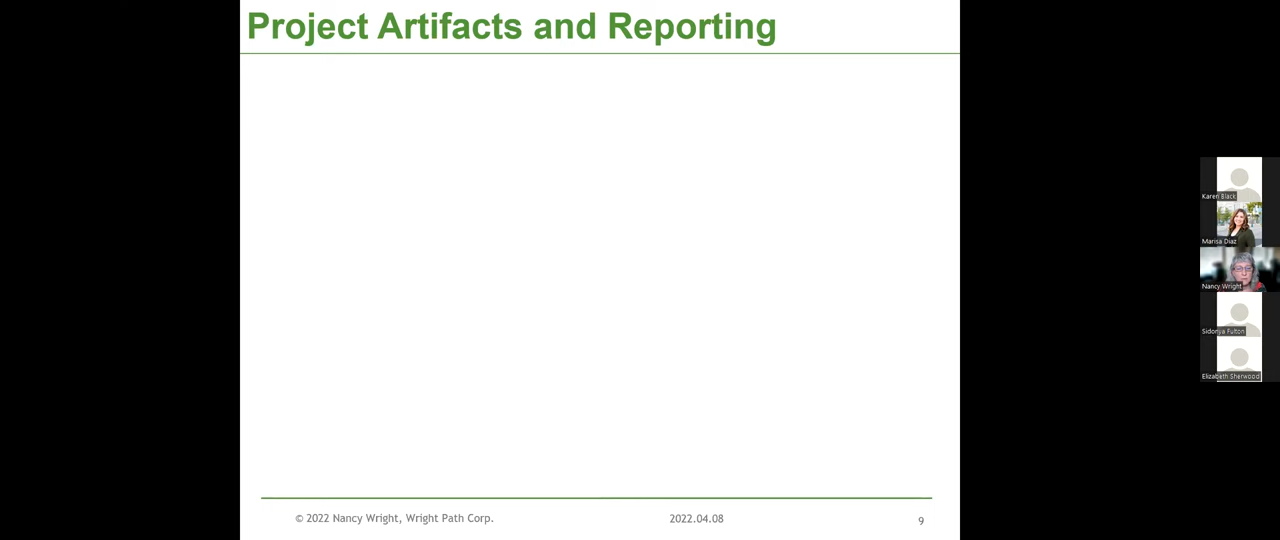 Project Artifacts and Reporting
Karen Black
Marisa Diaz
Nancy Wright
Sidonya Fulton
Elizabeth Sherwood
© 2022 Nancy Wright, Wright Path Corp.
2022.04.08
9